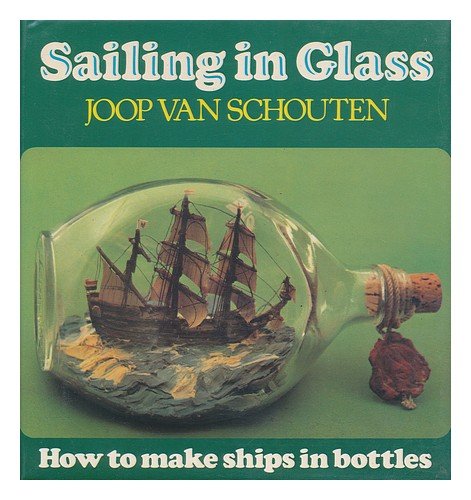 Sailing in Glass
JOOP VAN SCHOUTEN
How to make ships in bottles